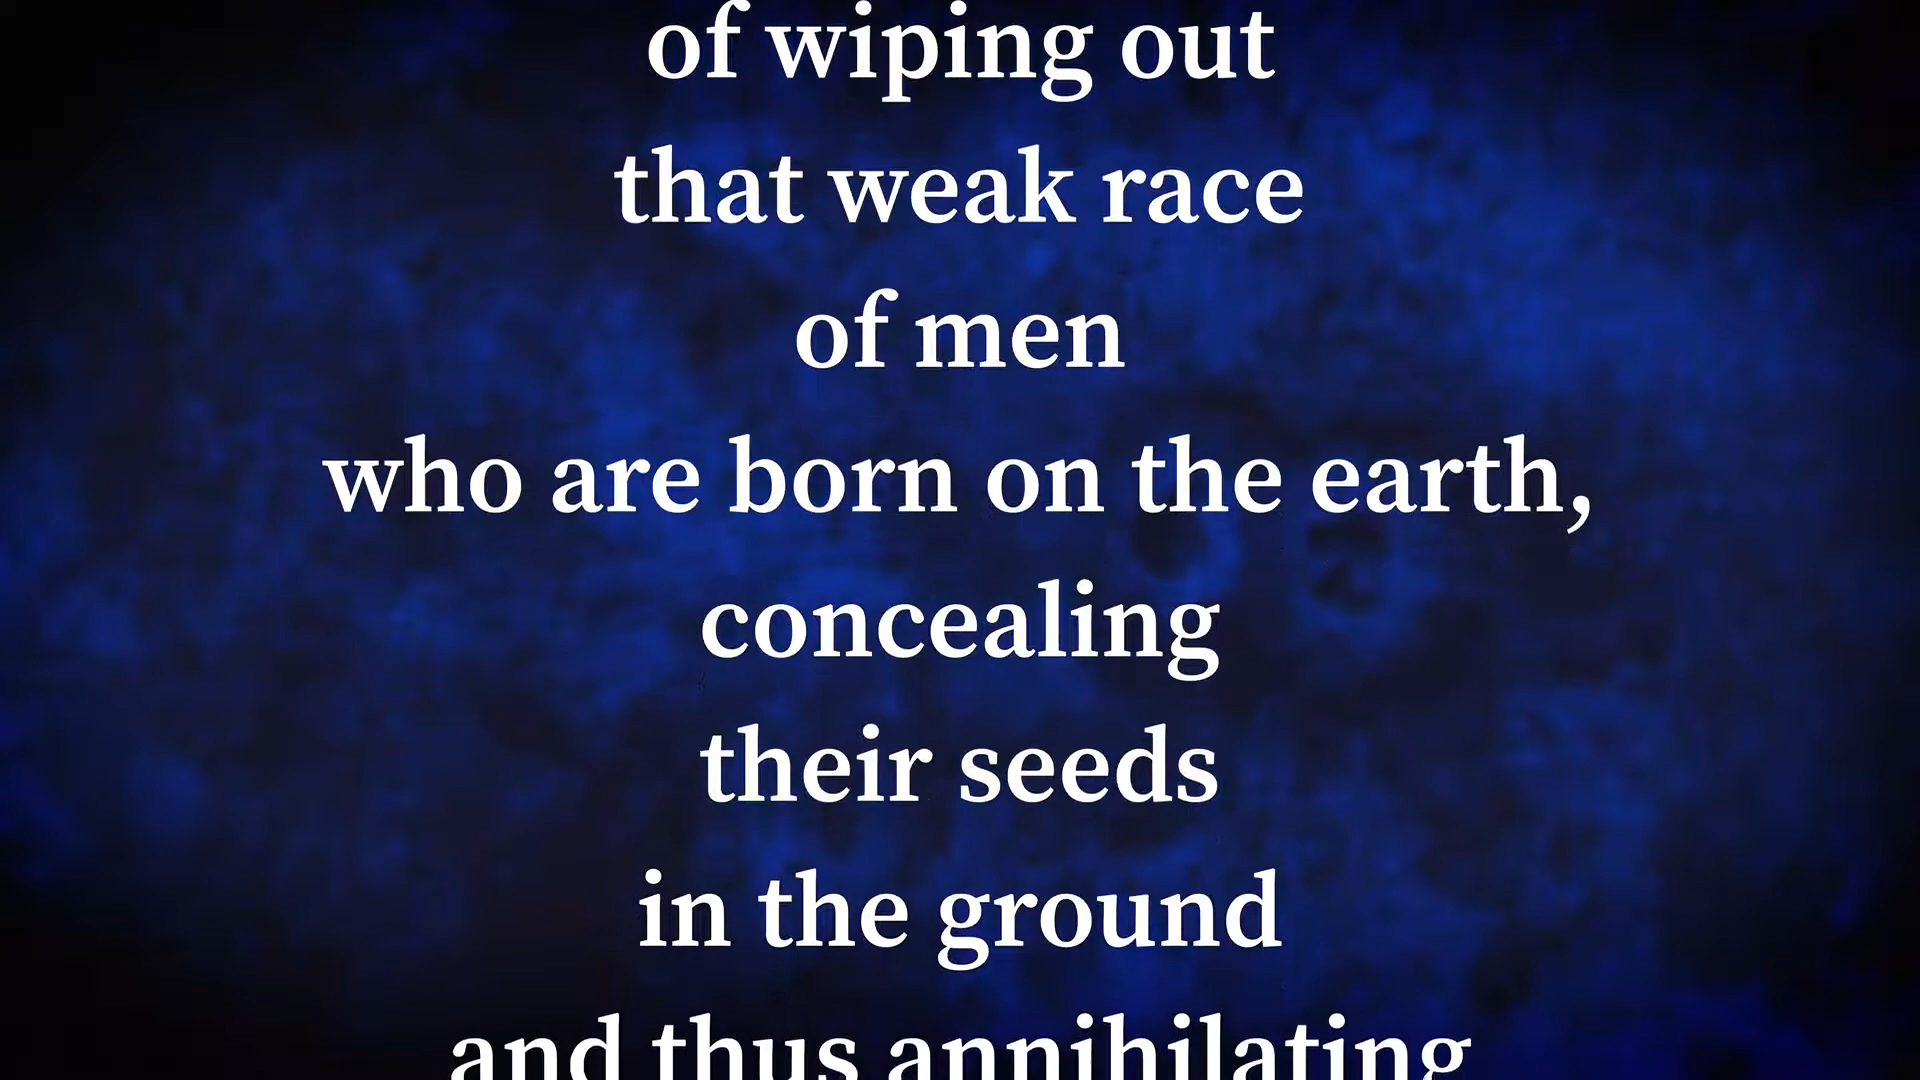 of wiping out
that weak race
of men
who are born on the earth,
concealing
their seeds
in the ground
and thus annihilating